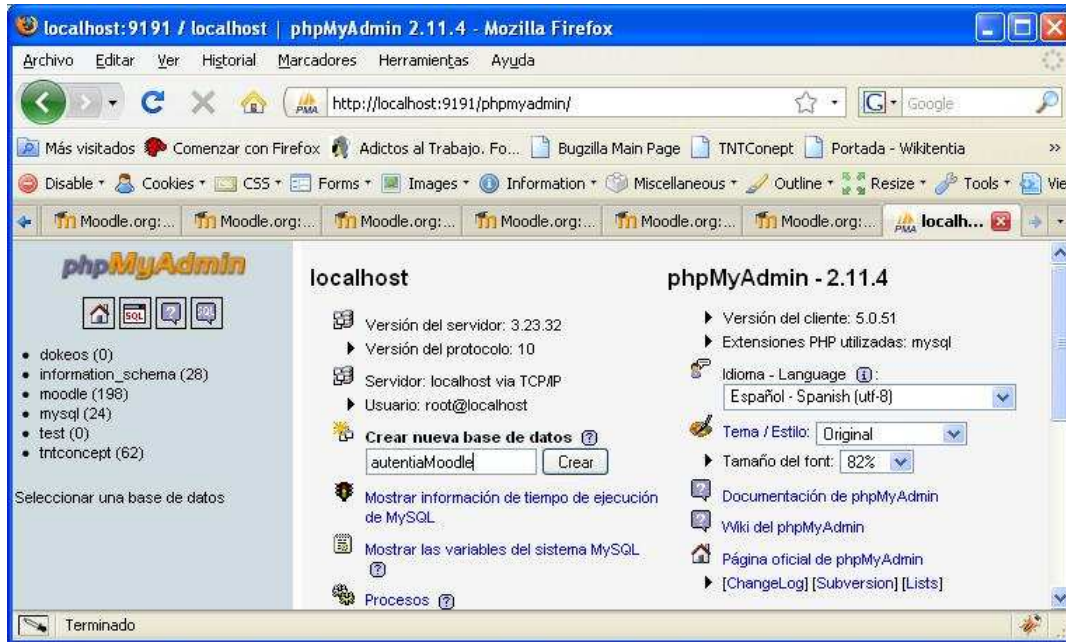 localhost:9191 / localhost | phpMyAdmin 2.11.4 - Mozilla Firefox
Archivo Editar Ver Historial Marcadores Herramientas Ayuda
PMA http://localhost:9191/phpmyadmin/ G Google
Más visitados Comenzar con Firefox Adictos al Trabajo. Fo... Bugzilla Main Page TNTConept Portada - Wikitentia »
Disable Cookies CSS Forms Images Information Miscellaneous Outline Resize Tools Vie
Moodle.org:... Moodle.org:... Moodle.org:... Moodle.org:... Moodle.org:... Moodle.org:... PMA localh...
phpMyAdmin
SQL
dokeos (0)
information_schema (28)
moodle (198)
mysql (24)
test (0)
tntconcept (62)
Seleccionar una base de datos
localhost
Versión del servidor: 3.23.32
Versión del protocolo: 10
Servidor: localhost via TCP/IP
Usuario: root@localhost
Crear nueva base de datos
autentiaMoodle Crear
Mostrar información de tiempo de ejecución
de MySQL
Mostrar las variables del sistema MySQL
Procesos
phpMyAdmin - 2.11.4
Versión del cliente: 5.0.51
Extensiones PHP utilizadas: mysql
Idioma - Language :
Español - Spanish (utf-8)
Tema / Estilo: Original
Tamaño del font: 82%
Documentación de phpMyAdmin
Wiki del phpMyAdmin
Página oficial de phpMyAdmin
[ChangeLog] [Subversion] [Lists]
Terminado